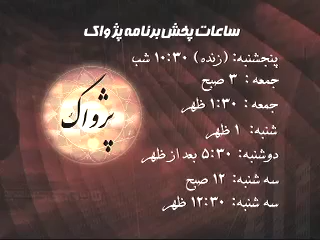 ساعات پخش برنامه پژواک
پنجشنبه: (زنده) ۱۰:۳۰ شب
جمعه : ۳ صبح
جمعه : ۱:۳۰ ظهر
شنبه: ۱ ظهر
دوشنبه: ۵:۳۰ بعد از ظهر
سه شنبه: ۱۲ صبح
سه شنبه: ۱۲:۳۰ ظهر
پژواک